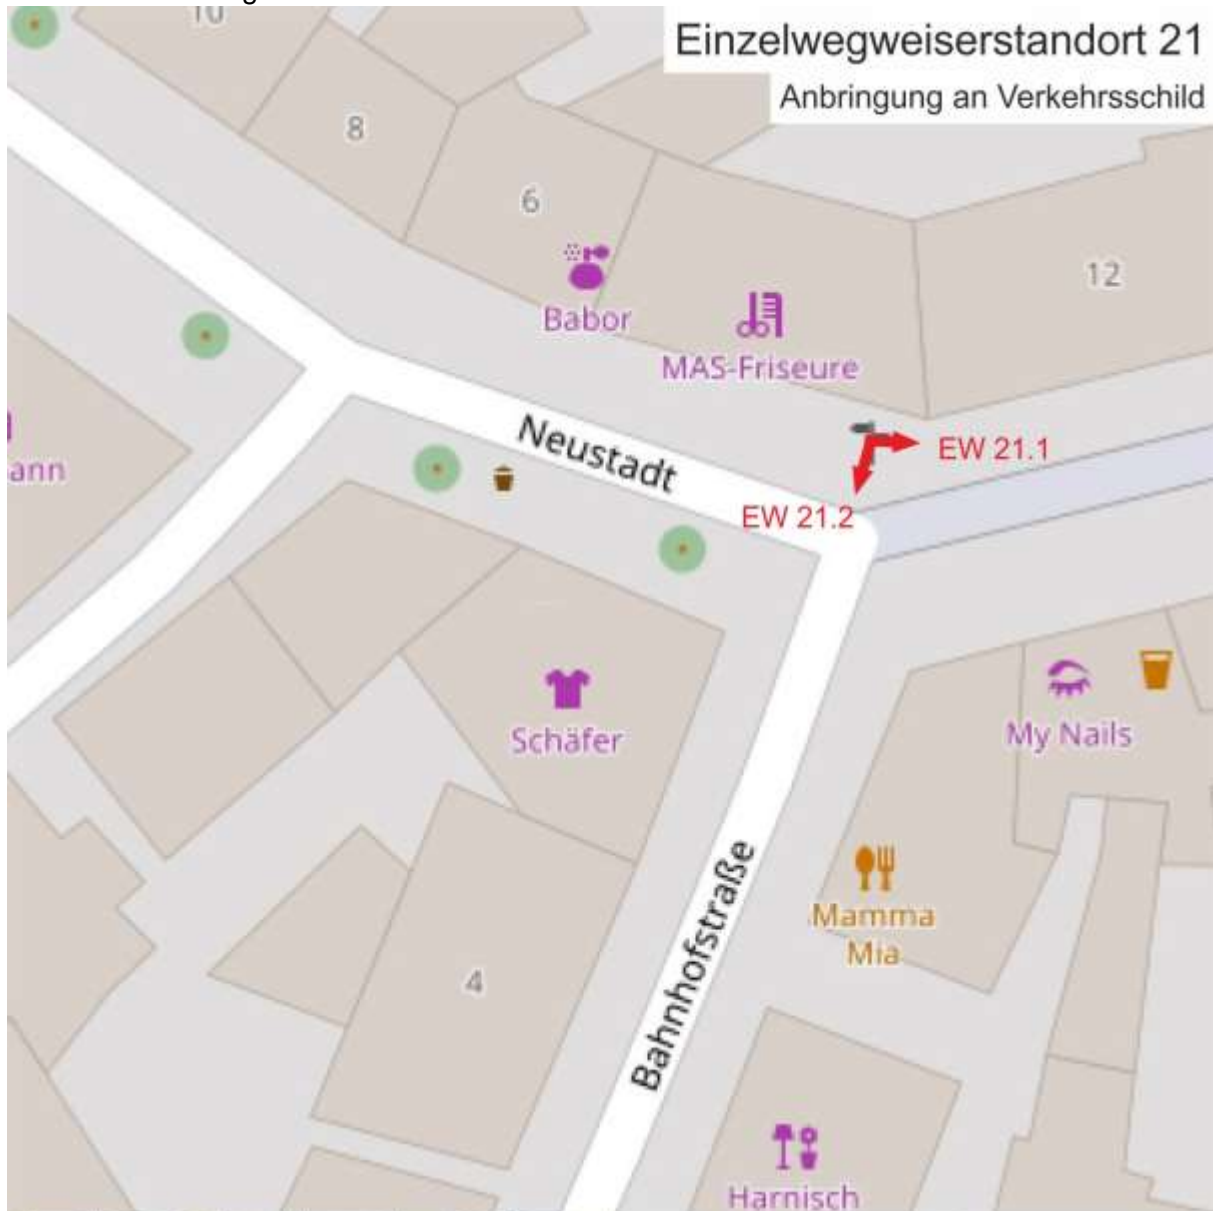 10
Einzelwegweiserstandort 21
Anbringung an Verkehrsschild
8
6
12
Babor
MAS-Friseure
Neustadt
EW 21.1
ann
EW 21.2
Schäfer
My Nails
Bahnhofstraße
Mamma
Mia
4
Harnisch